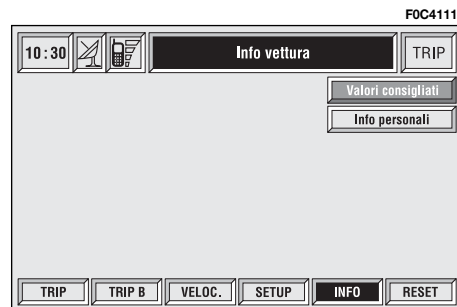 F0C4111
10:30 Info vettura TRIP
Valori consigliati
Info personali
TRIP TRIP B VELOC. SETUP INFO RESET